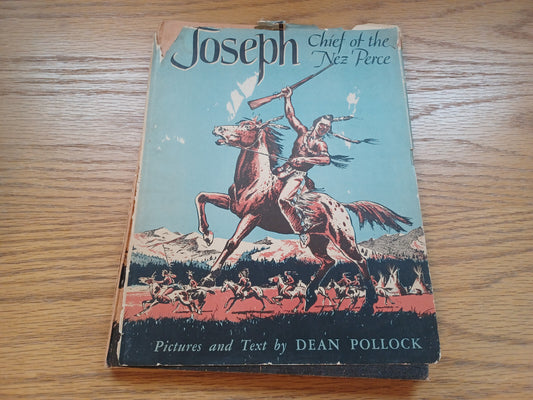 Joseph
Chief of the
Nez Perce
Pictures and Text by DEAN POLLOCK